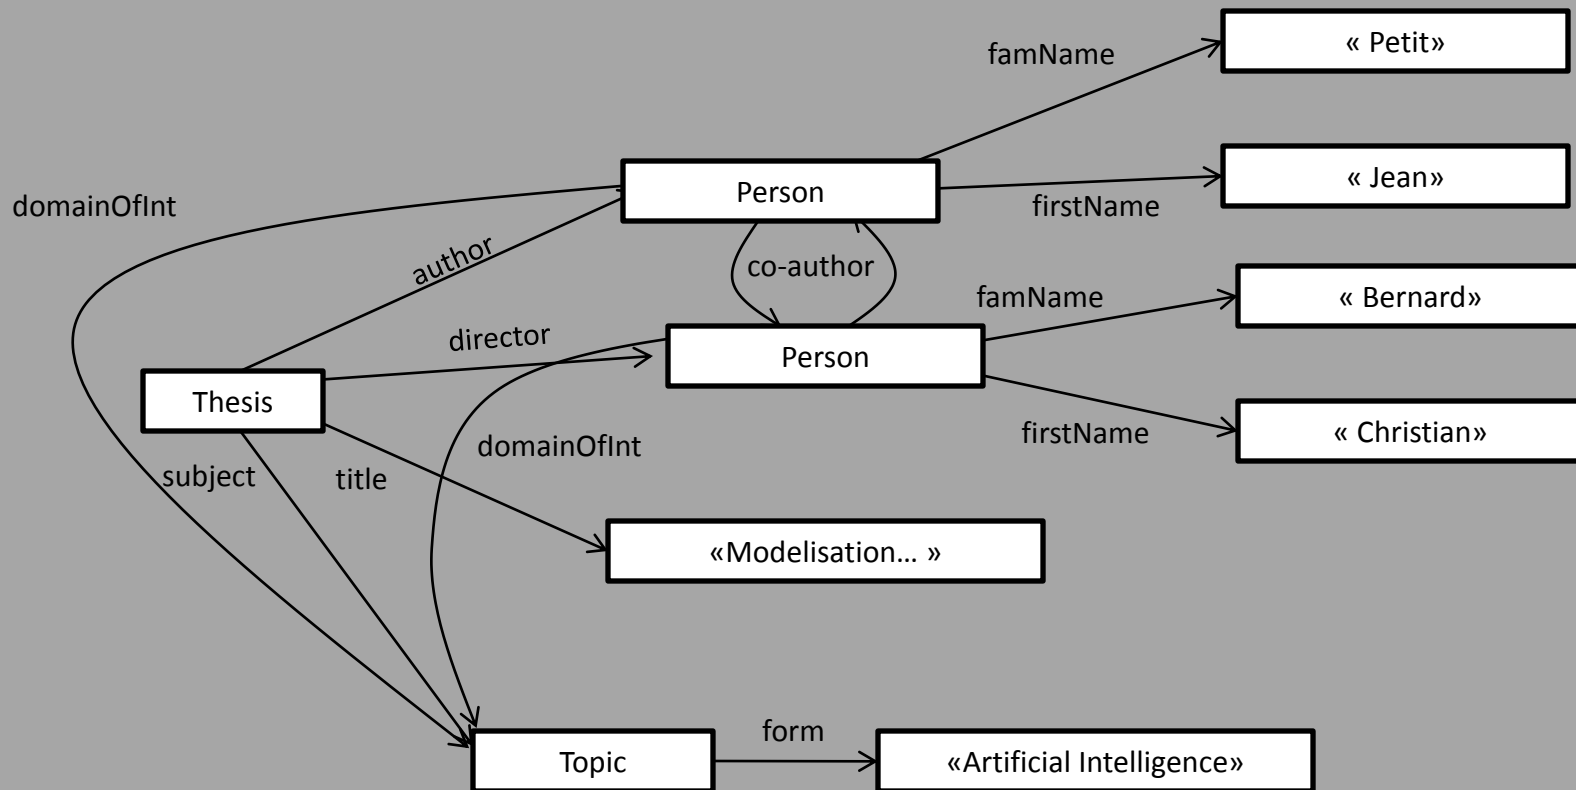 famName
« Petit»
Person
« Jean»
domainOfInt
firstName
author
co-author
famName
« Bernard»
director
Person
Thesis
firstName
« Christian»
domainOfInt
subject
title
«Modelisation... »
form
Topic
«Artificial Intelligence»